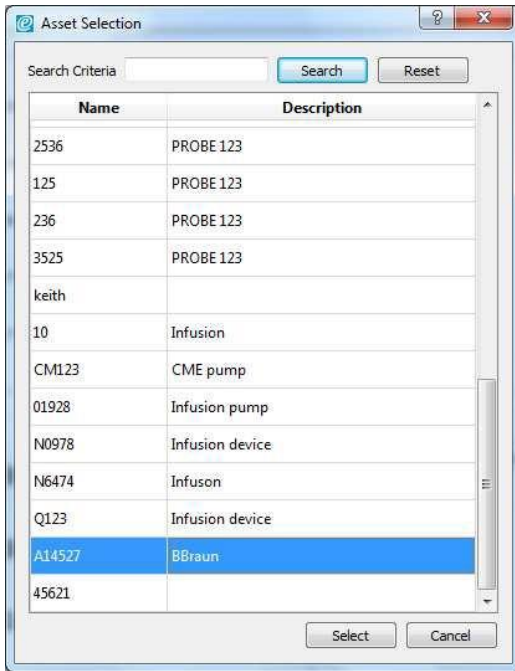 Asset Selection
Search Criteria Search Reset
Name Description
2536 PROBE 123
125 PROBE 123
236 PROBE 123
3525 PROBE 123
keith
10 Infusion
CM123 CME pump
01928 Infusion pump
N0978 Infusion device
N6474 Infuson
Q123 Infusion device
A14527 BBraun
45621
Select Cancel